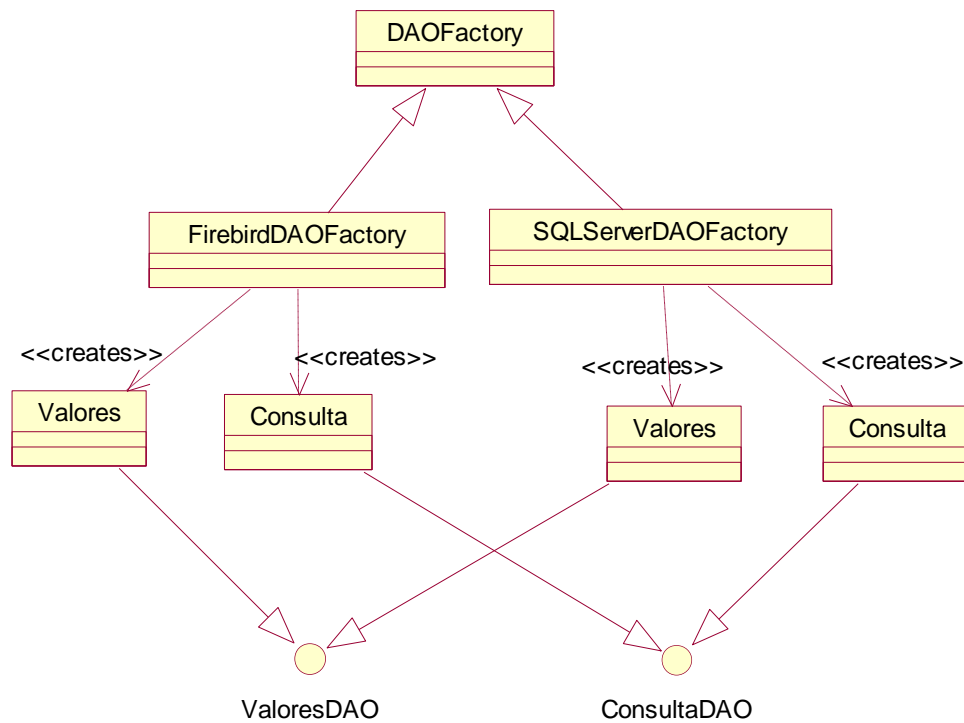 DAOFactory
FirebirdDAOFactory
SQLServerDAOFactory
<<creates>>
<<creates>>
<<creates>>
<<creates>>
Valores
Consulta
Valores
Consulta
ValoresDAO
ConsultaDAO